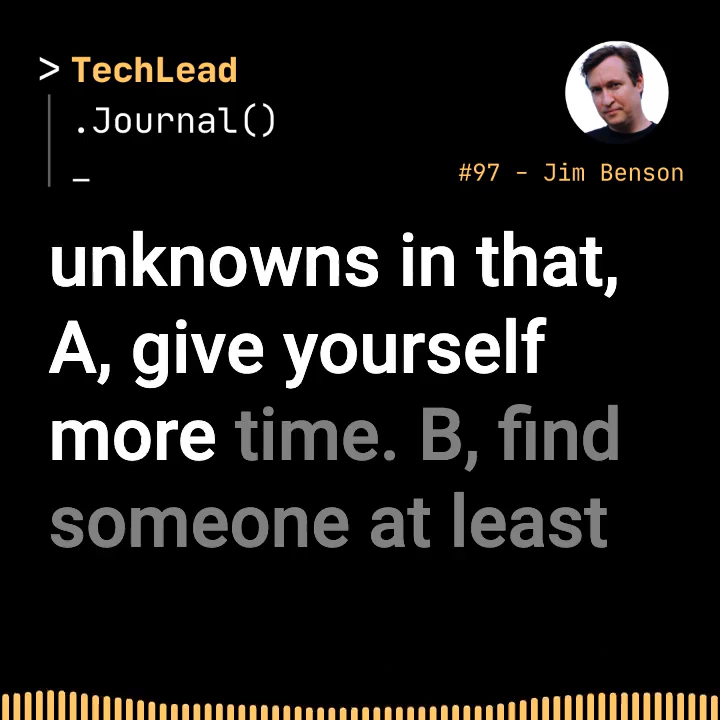 > TechLead
.Journal()
_
#97 - Jim Benson
unknowns in that,
A, give yourself
more time. B, find
someone at least